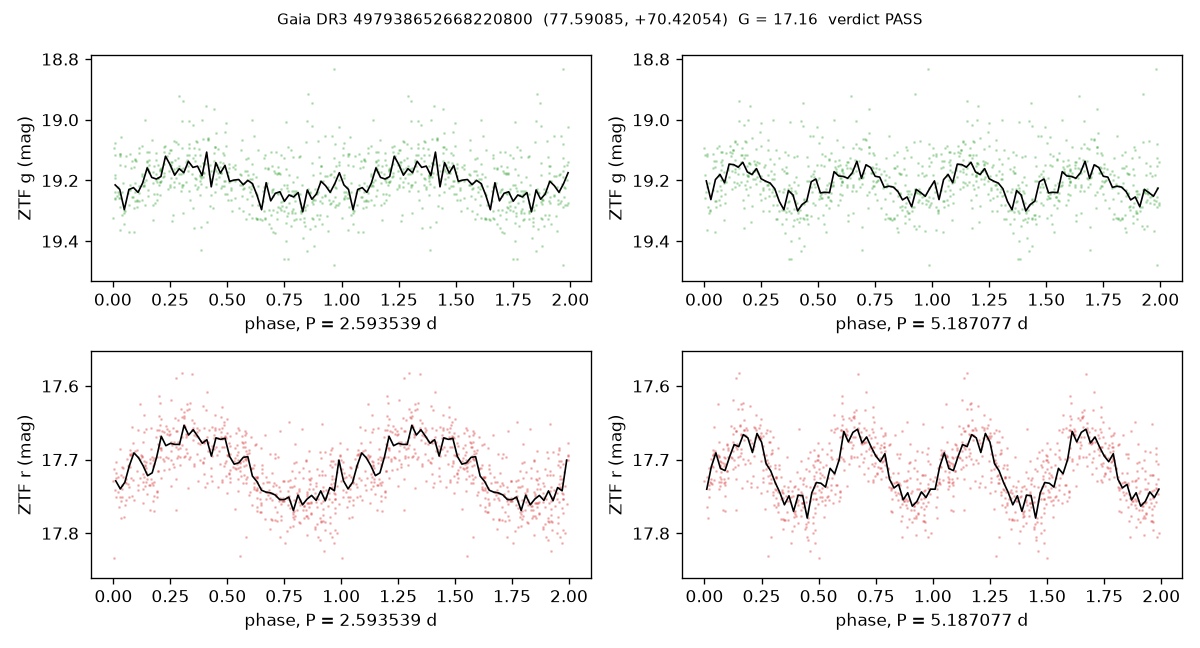 Gaia DR3 497938652668220800 (77.59085, +70.42054) G = 17.16 verdict PASS
18.8
19.0
19.2
19.4
ZTF g (mag)
0.00 0.25 0.50 0.75 1.00 1.25 1.50 1.75 2.00
phase, P = 2.593539 d
18.8
19.0
19.2
19.4
ZTF g (mag)
0.00 0.25 0.50 0.75 1.00 1.25 1.50 1.75 2.00
phase, P = 5.187077 d
17.6
17.7
17.8
ZTF r (mag)
0.00 0.25 0.50 0.75 1.00 1.25 1.50 1.75 2.00
phase, P = 2.593539 d
17.6
17.7
17.8
ZTF r (mag)
0.00 0.25 0.50 0.75 1.00 1.25 1.50 1.75 2.00
phase, P = 5.187077 d